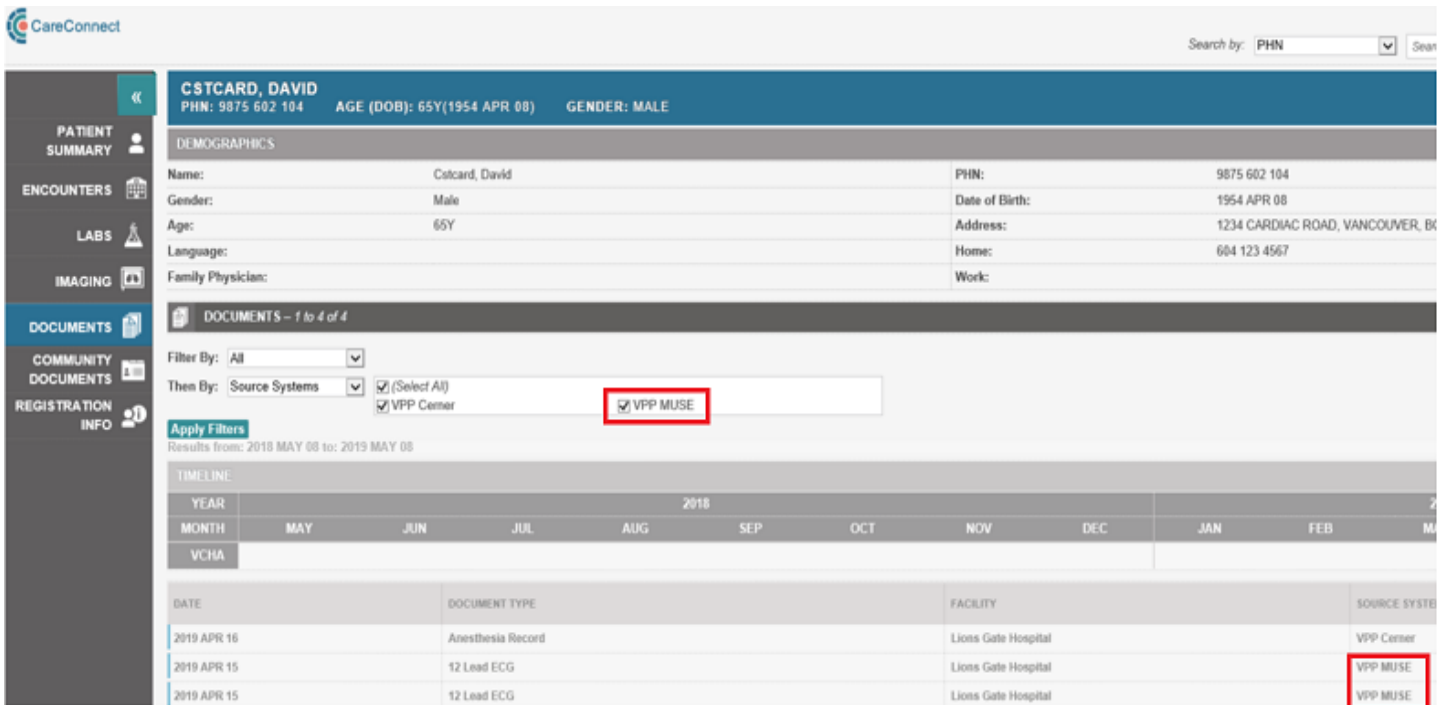 CareConnect
Search by: PHN
CSTCARD, DAVID
PHN: 9875 602 104 AGE (DOB): 65Y(1954 APR 08) GENDER: MALE
PATIENT SUMMARY
ENCOUNTERS
LABS
IMAGING
DOCUMENTS
COMMUNITY DOCUMENTS
REGISTRATION INFO
DEMOGRAPHICS
Name: Cstcard, David PHN: 9875 602 104
Gender: Male Date of Birth: 1954 APR 08
Age: 65Y Address: 1234 CARDIAC ROAD, VANCOUVER,
Language: Home: 604 123 4567
Family Physician: Work:
DOCUMENTS – 1 to 4 of 4
Filter By: All
Then By: Source Systems (Select All)
VPP Cerner VPP MUSE
Apply Filters
Results from: 2018 MAY 08 to: 2019 MAY 08
TIMELINE
YEAR 2018
MONTH MAY JUN JUL AUG SEP OCT NOV DEC JAN FEB
VCHA
DATE DOCUMENT TYPE FACILITY SOURCE
2019 APR 16 Anesthesia Record Lions Gate Hospital VPP Cerner
2019 APR 15 12 Lead ECG Lions Gate Hospital VPP MUSE
2019 APR 15 12 Lead ECG Lions Gate Hospital VPP MUSE